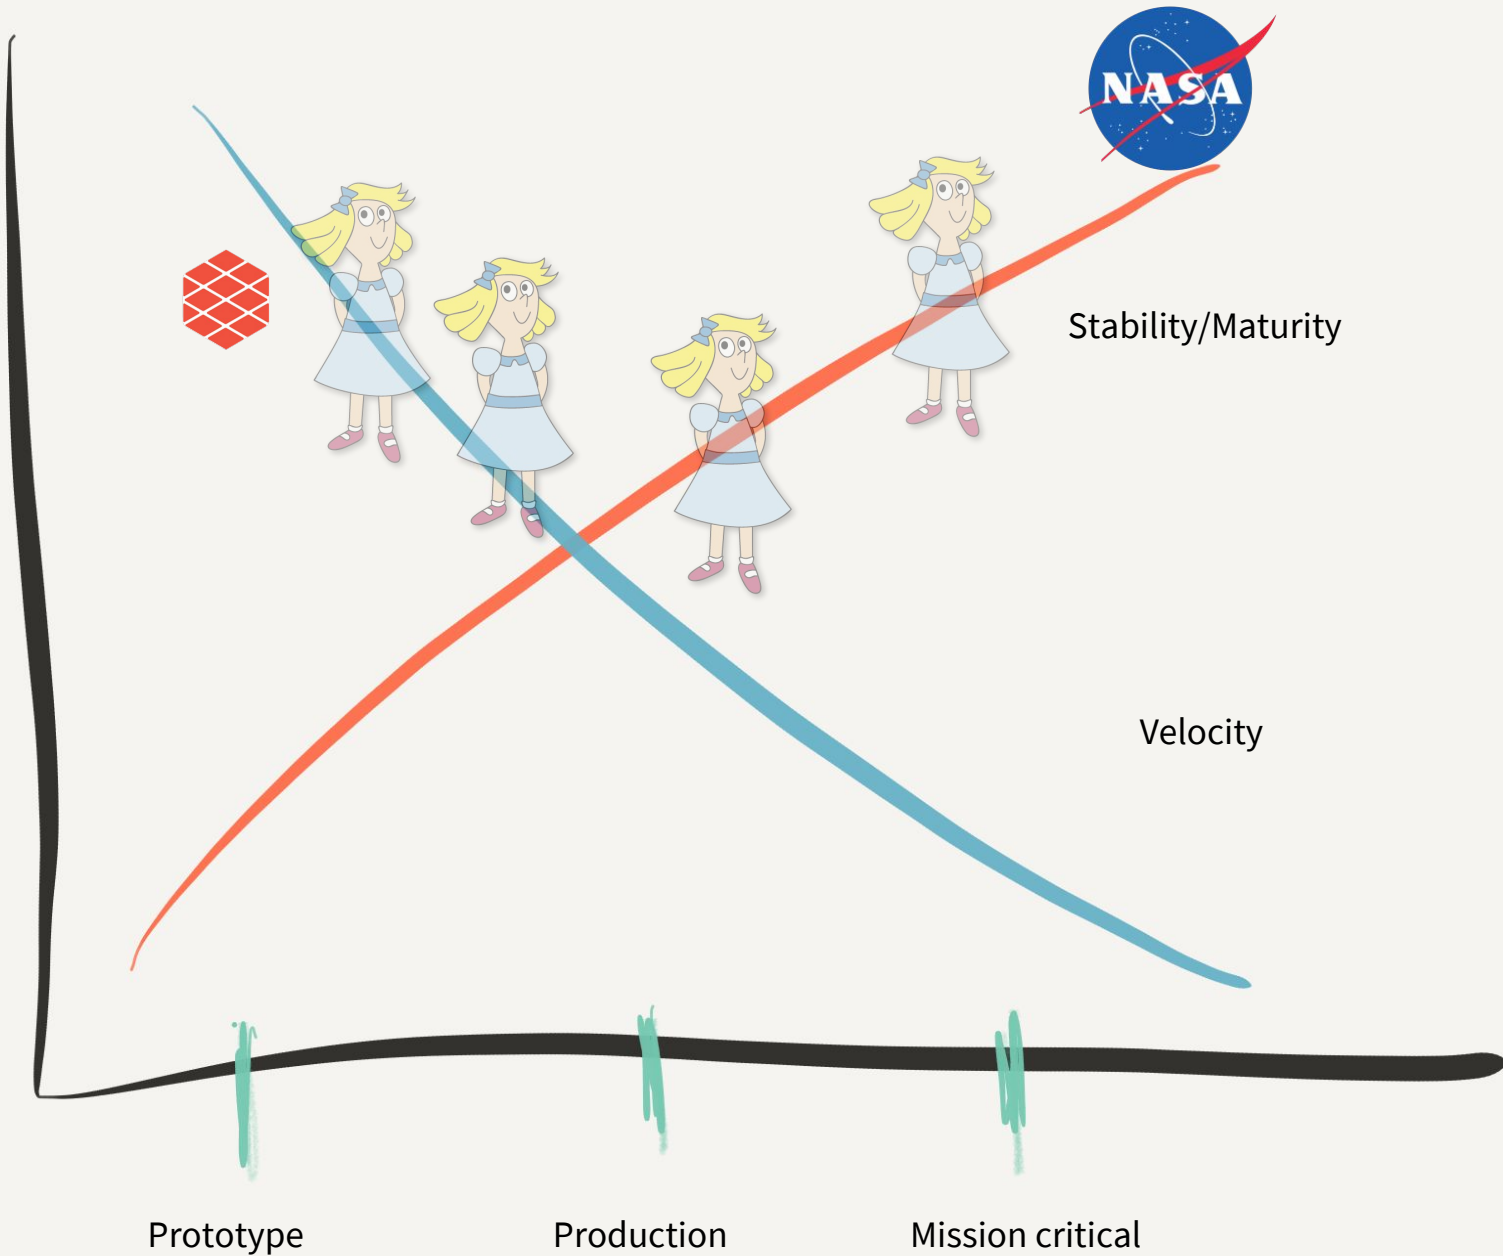 NASA
Stability/Maturity
Velocity
Prototype
Production
Mission critical